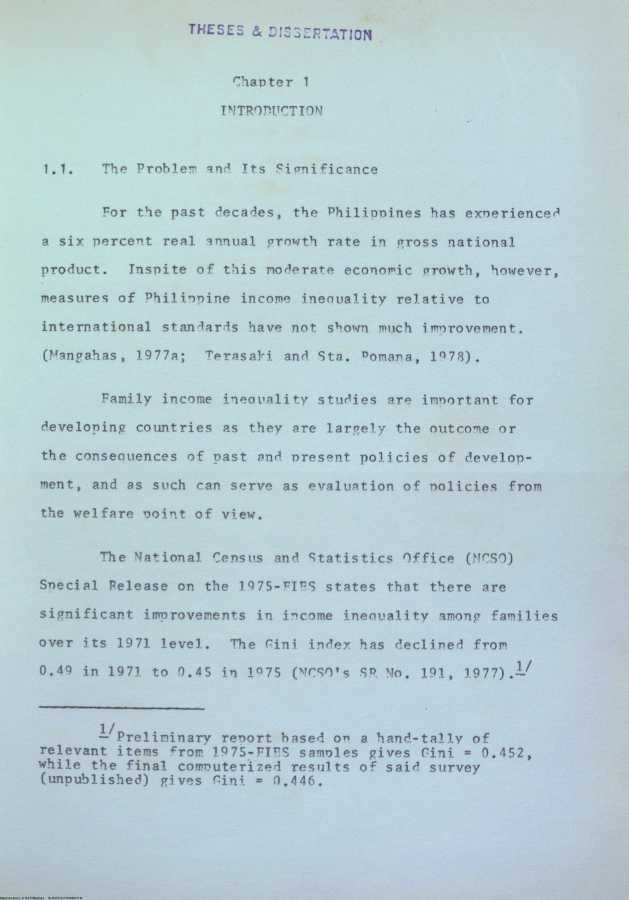 THESES & DISSERTATION
Chapter 1
INTRODUCTION
1.1. The Problem and Its Significance
For the past decades, the Philippines has experienced
a six percent real annual growth rate in gross national
product. Inspite of this moderate economic growth, however,
measures of Philippine income inequality relative to
international standards have not shown much improvement.
(Mangahas, 1977a; Terasaki and Sta. Romana, 1978).
Family income inequality studies are important for
developing countries as they are largely the outcome or
the consequences of past and present policies of develop-
ment, and as such can serve as evaluation of policies from
the welfare point of view.
The National Census and Statistics Office (NCSO)
Special Release on the 1975-FIES states that there are
significant improvements in income inequality among families
over its 1971 level. The Gini index has declined from
0.49 in 1971 to 0.45 in 1975 (NCSO's SR No. 191, 1977).1/
1/Preliminary report based on a hand-tally of
relevant items from 1975-FIES samples gives Gini = 0.452,
while the final computerized results of said survey
(unpublished) gives Gini = 0.446.